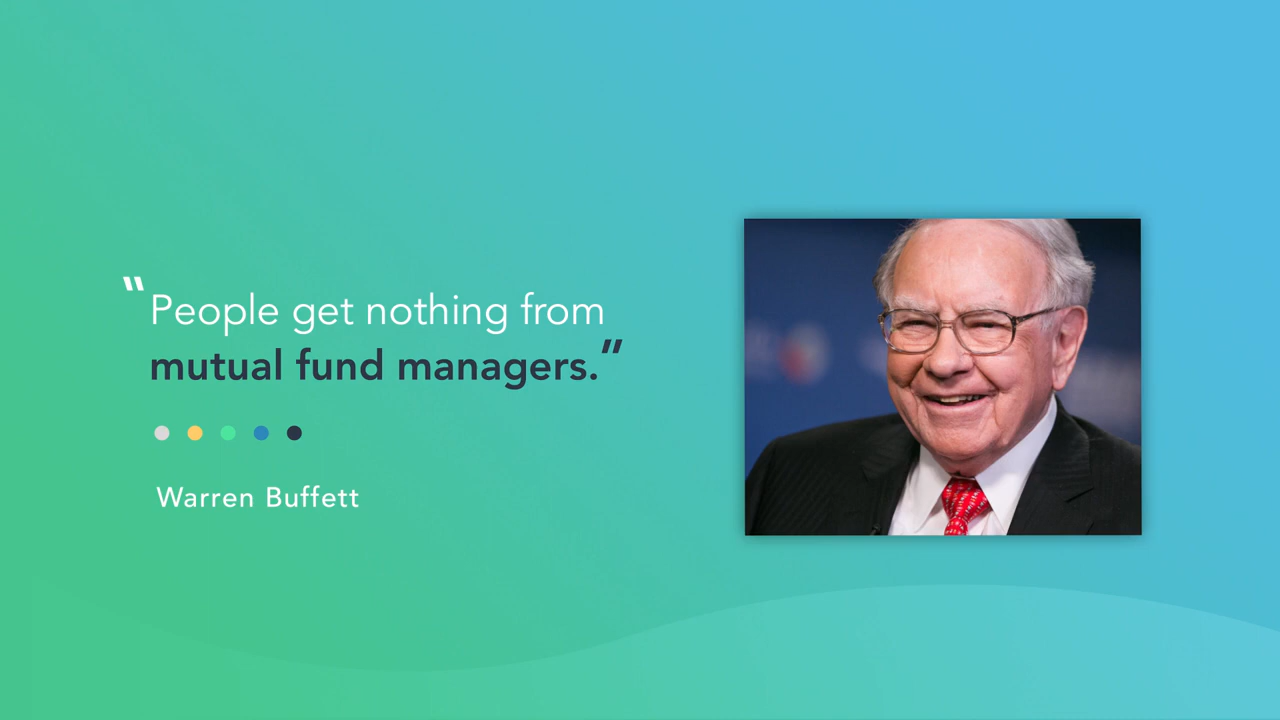 “People get nothing from
mutual fund managers.”
Warren Buffett